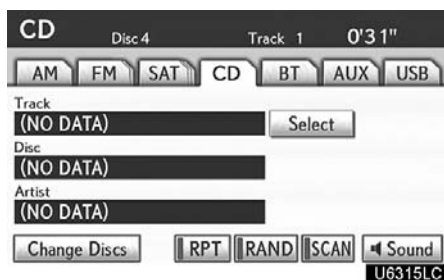 CD Disc 4 Track 1 0'31"
AM FM SAT CD BT AUX USB
Track
(NO DATA) Select
Disc
(NO DATA)
Artist
(NO DATA)
Change Discs RPT RAND SCAN Sound
U6315LC